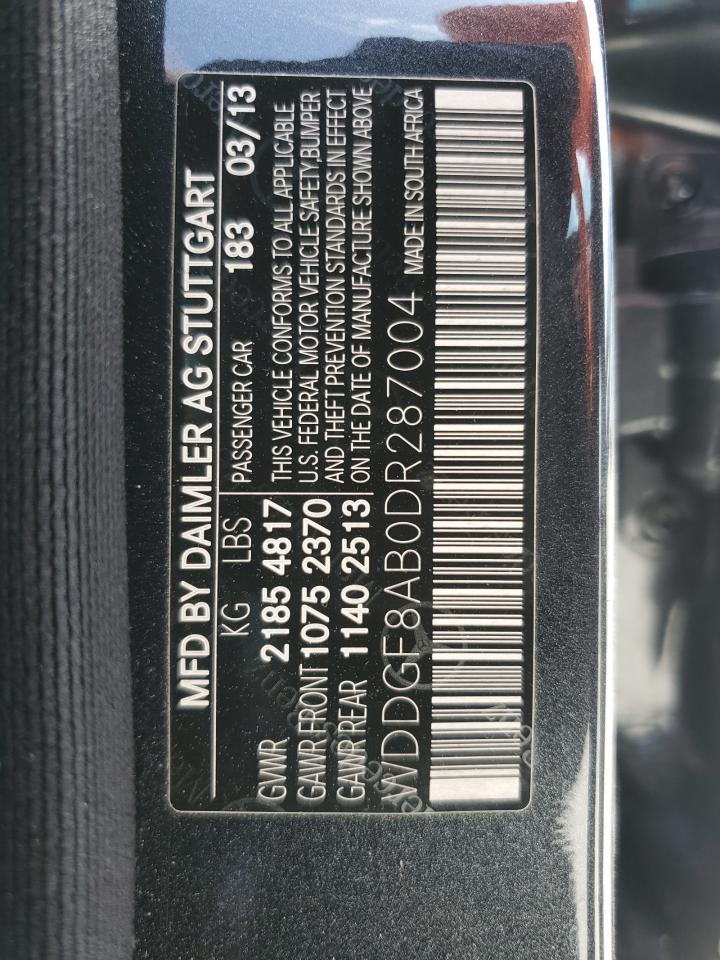 MFD BY DAIMLER AG STUTTGART
KG LBS PASSENGER CAR 183 03/13
GVWR 2185 4817
GAWR FRONT 1075 2370
GAWR REAR 1140 2513
THIS VEHICLE CONFORMS TO ALL APPLICABLE
U.S. FEDERAL MOTOR VEHICLE SAFETY,BUMPER
AND THEFT PREVENTION STANDARDS IN EFFECT
ON THE DATE OF MANUFACTURE SHOWN ABOVE
WDDGF8AB0DR287004 MADE IN SOUTH AFRICA